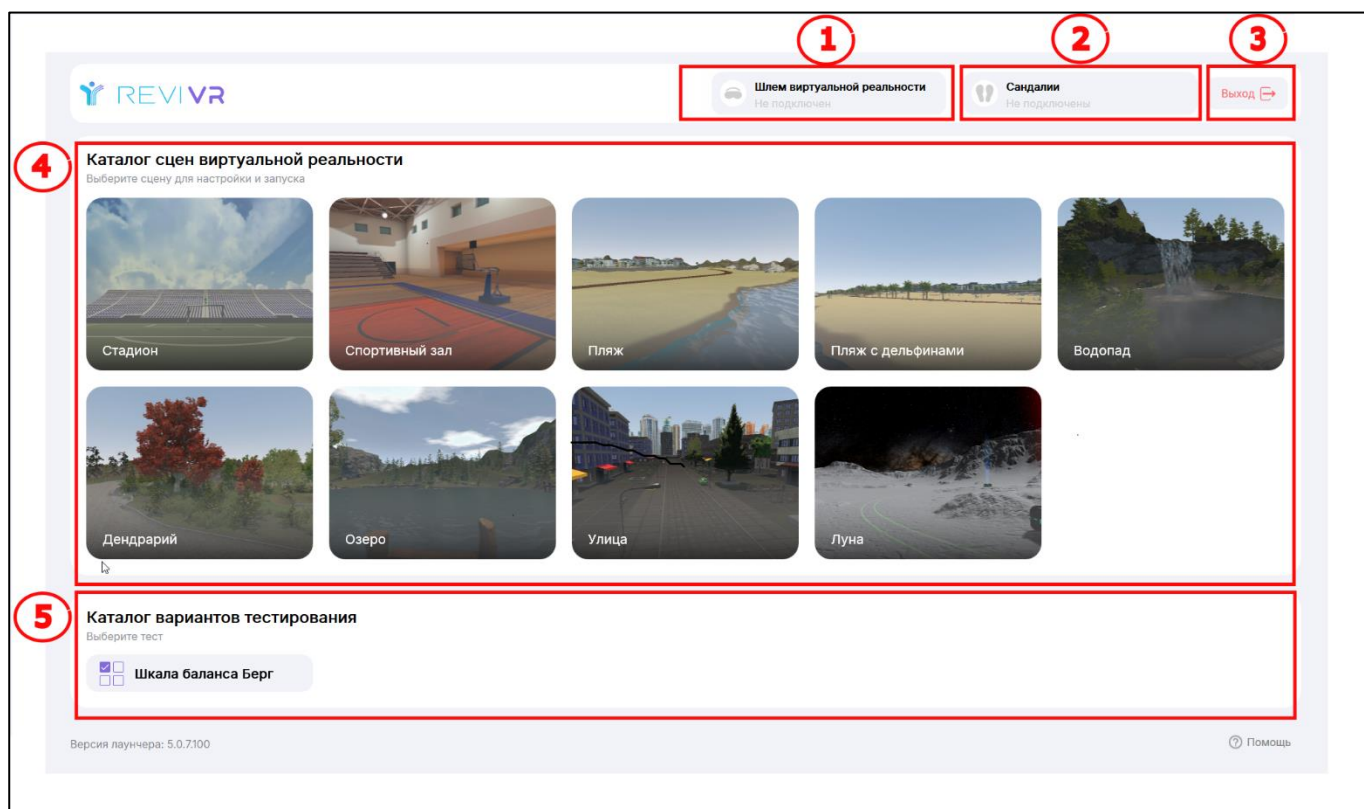 1
2
3
REVIVR
Шлем виртуальной реальности
Не подключен
Сандалии
Не подключены
Выход
4
Каталог сцен виртуальной реальности
Выберите сцену для настройки и запуска
Стадион
Спортивный зал
Пляж
Пляж с дельфинами
Водопад
Дендрарий
Озеро
Улица
Луна
5
Каталог вариантов тестирования
Выберите тест
Шкала баланса Берг
Версия лаунчера: 5.0.7.100
Помощь